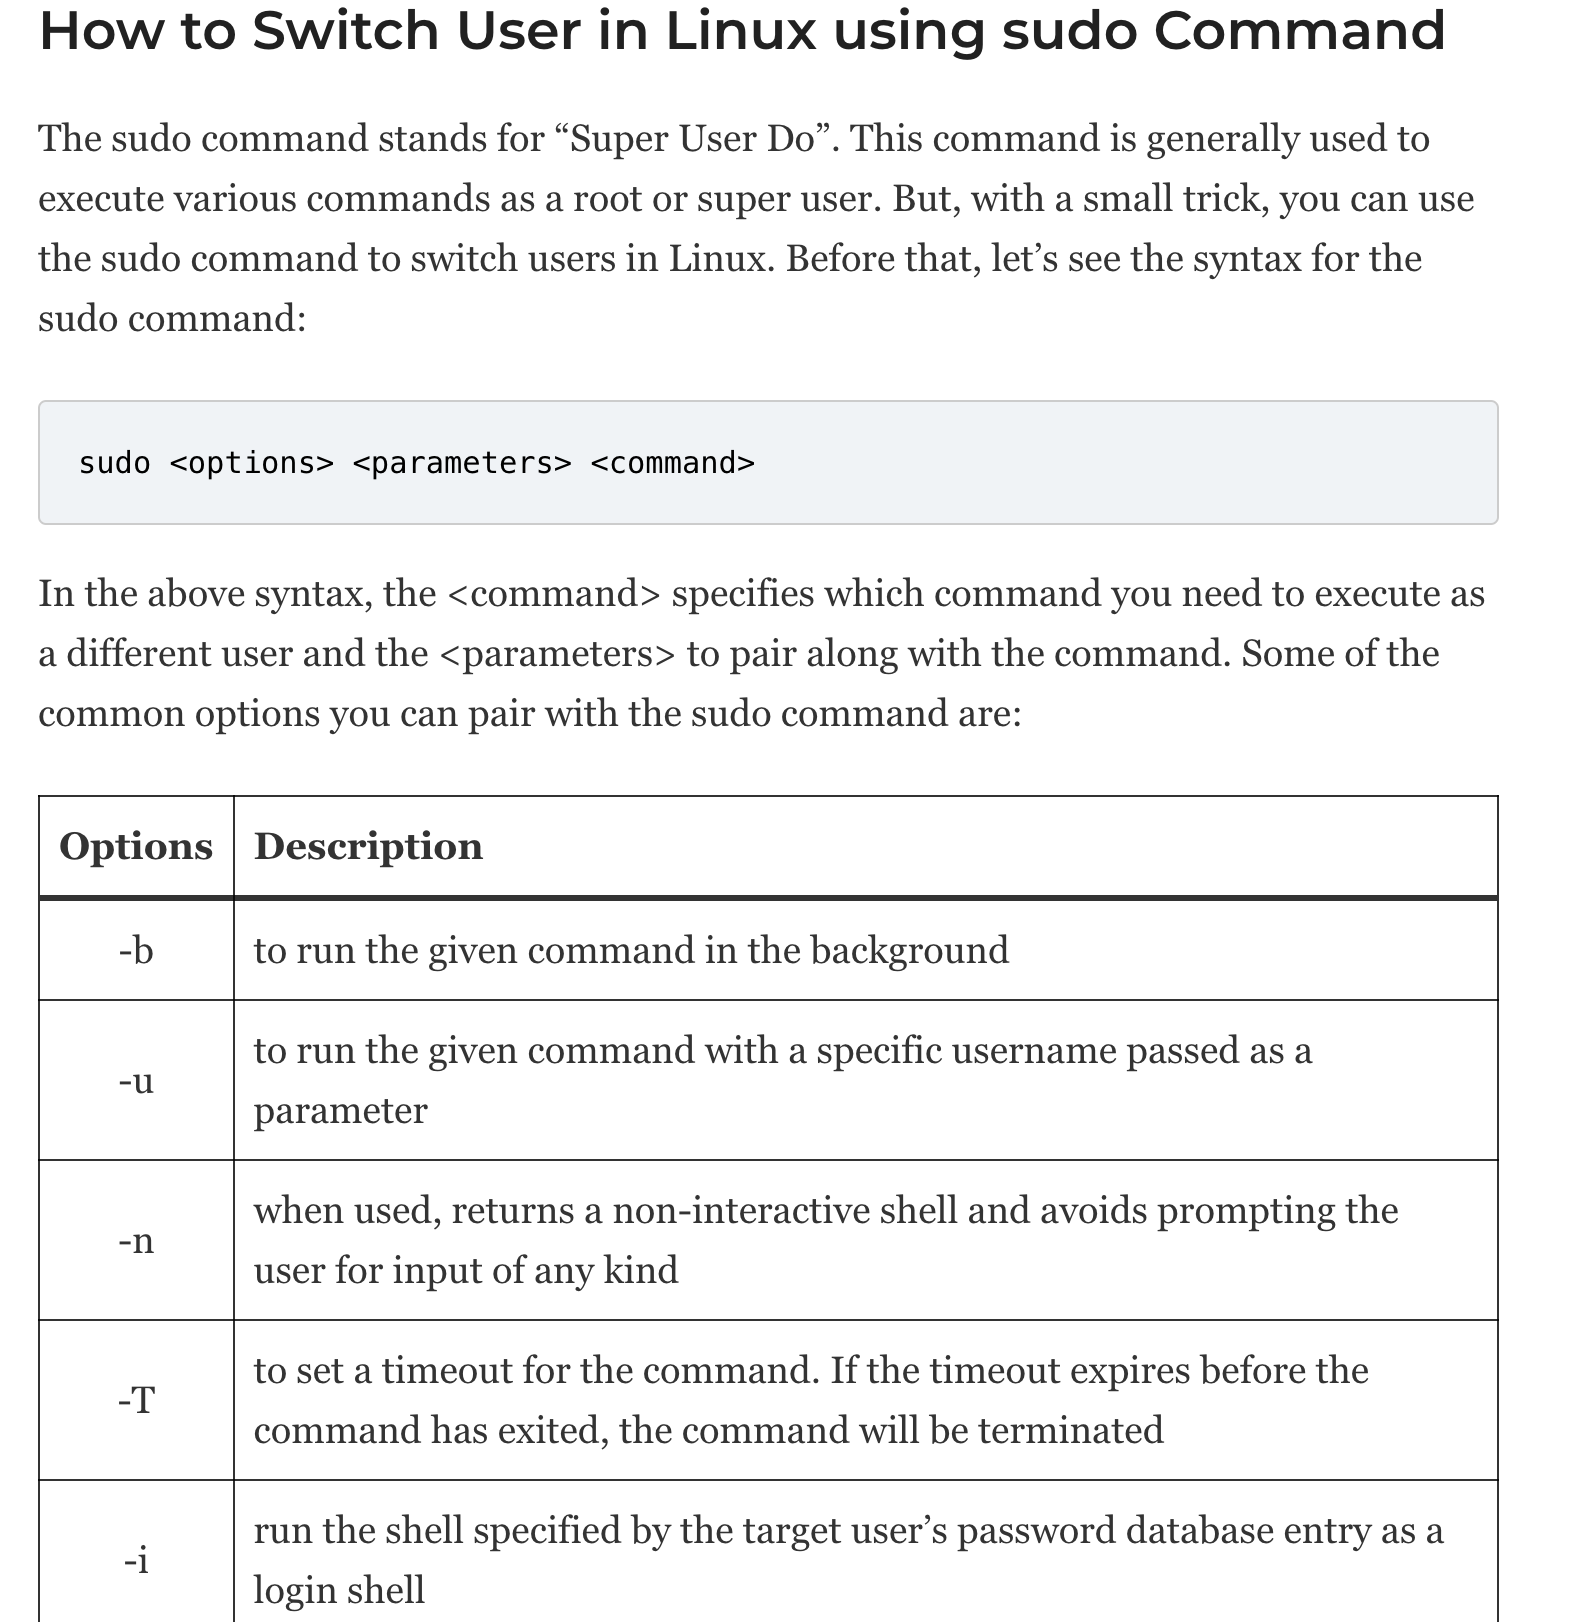 How to Switch User in Linux using sudo Command
The sudo command stands for “Super User Do”. This command is generally used to
execute various commands as a root or super user. But, with a small trick, you can use
the sudo command to switch users in Linux. Before that, let’s see the syntax for the
sudo command:
sudo <options> <parameters> <command>
In the above syntax, the <command> specifies which command you need to execute as
a different user and the <parameters> to pair along with the command. Some of the
common options you can pair with the sudo command are:
Options Description
-b to run the given command in the background
-u to run the given command with a specific username passed as a
parameter
-n when used, returns a non-interactive shell and avoids prompting the
user for input of any kind
-T to set a timeout for the command. If the timeout expires before the
command has exited, the command will be terminated
-i run the shell specified by the target user’s password database entry as a
login shell